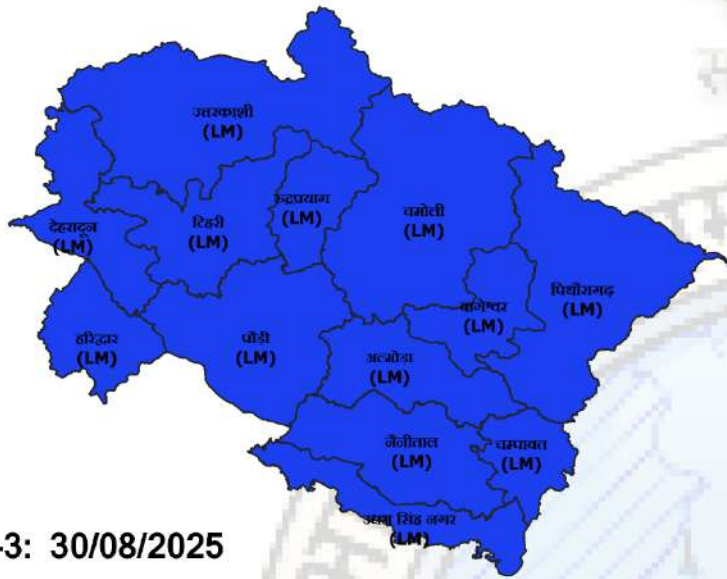 उत्तरकाशी
(LM)
रुद्रप्रयाग
(LM)
चमोली
(LM)
देहरादून
(LM)
टिहरी
(LM)
पिथौरागढ़
(LM)
बागेश्वर
(LM)
हरिद्वार
(LM)
पौड़ी
(LM)
अल्मोड़ा
(LM)
नैनीताल
(LM)
चम्पावत
(LM)
उधम सिंह नगर
(LM)
-3: 30/08/2025